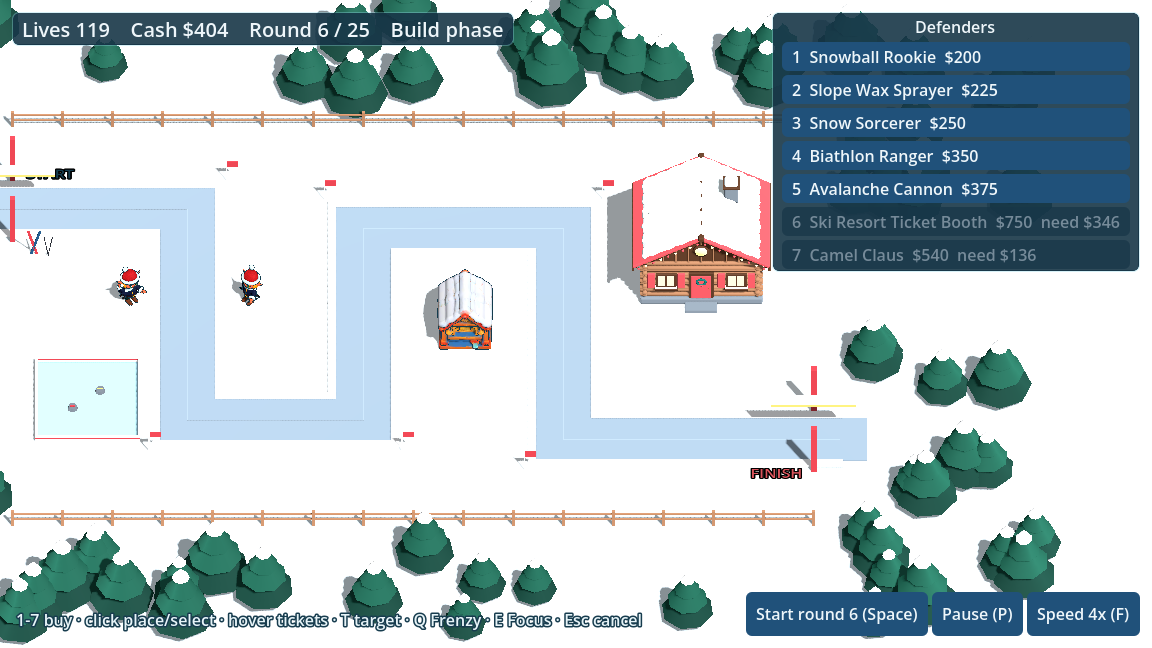 Lives 119 Cash $404 Round 6 / 25 Build phase
Defenders
1 Snowball Rookie $200
2 Slope Wax Sprayer $225
3 Snow Sorcerer $250
4 Biathlon Ranger $350
5 Avalanche Cannon $375
6 Ski Resort Ticket Booth $750 need $346
7 Camel Claus $540 need $136
FINISH
1-7 buy · click place/select · hover tickets · T target · Q Frenzy · E Focus · Esc cancel
Start round 6 (Space) Pause (P) Speed 4x (F)